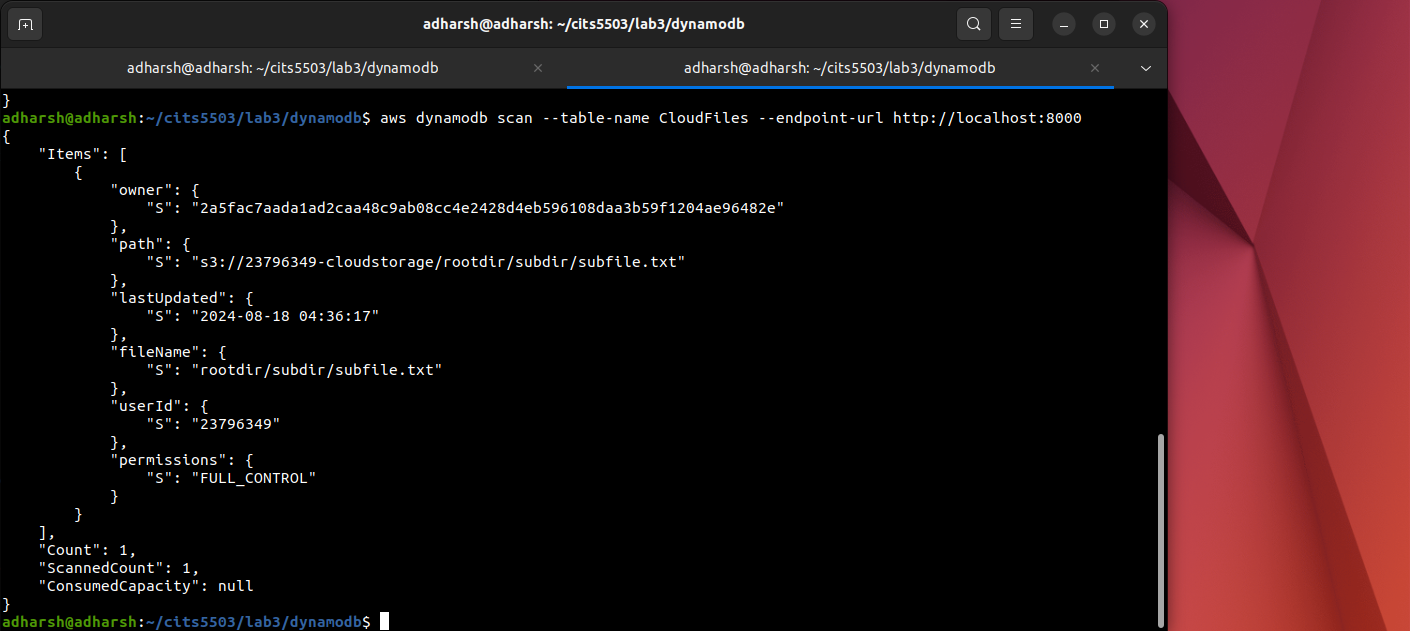 adharsh@adharsh: ~/cits5503/lab3/dynamodb
adharsh@adharsh: ~/cits5503/lab3/dynamodb
adharsh@adharsh: ~/cits5503/lab3/dynamodb
}
adharsh@adharsh:~/cits5503/lab3/dynamodb$ aws dynamodb scan --table-name CloudFiles --endpoint-url http://localhost:8000
{
    "Items": [
        {
            "owner": {
                "S": "2a5fac7aada1ad2caa48c9ab08cc4e2428d4eb596108daa3b59f1204ae96482e"
            },
            "path": {
                "S": "s3://23796349-cloudstorage/rootdir/subdir/subfile.txt"
            },
            "lastUpdated": {
                "S": "2024-08-18 04:36:17"
            },
            "fileName": {
                "S": "rootdir/subdir/subfile.txt"
            },
            "userId": {
                "S": "23796349"
            },
            "permissions": {
                "S": "FULL_CONTROL"
            }
        }
    ],
    "Count": 1,
    "ScannedCount": 1,
    "ConsumedCapacity": null
}
adharsh@adharsh:~/cits5503/lab3/dynamodb$